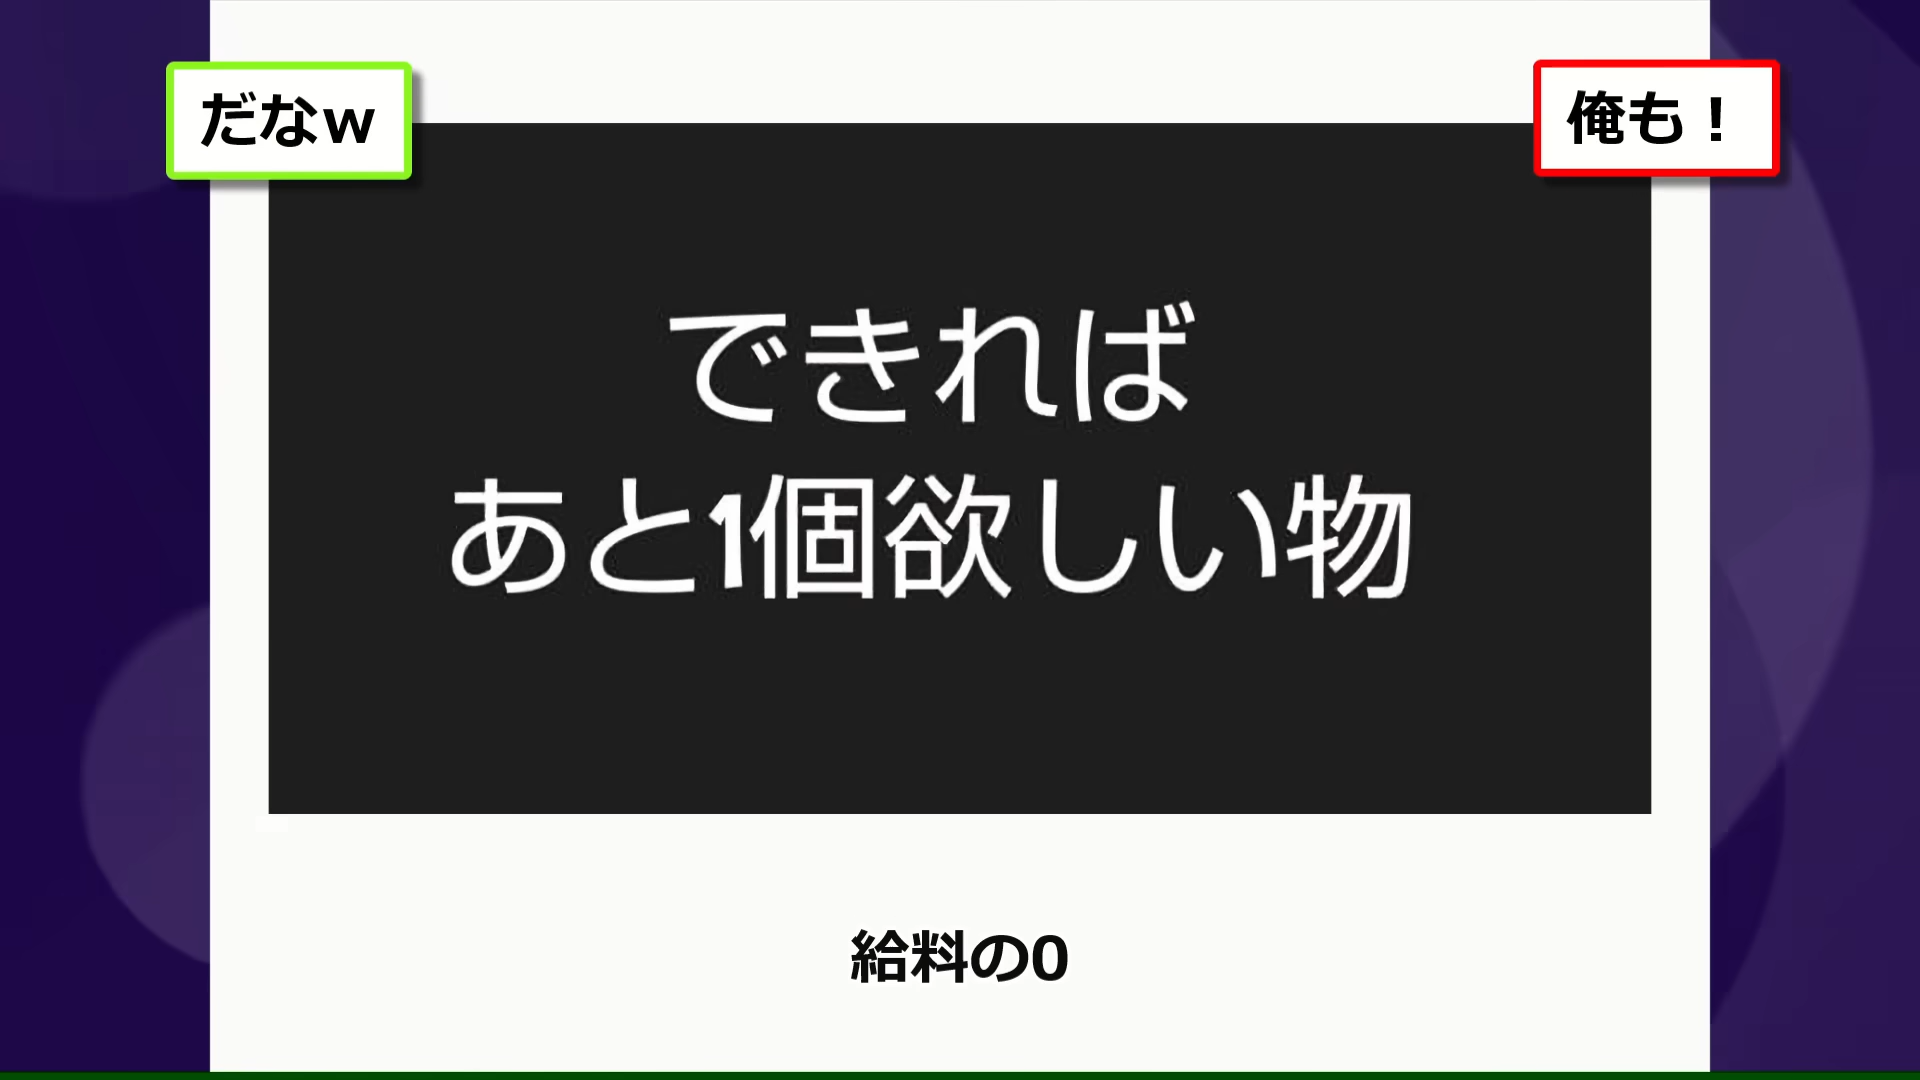 だなw
俺も！
できれば
あと1個欲しい物
給料の0